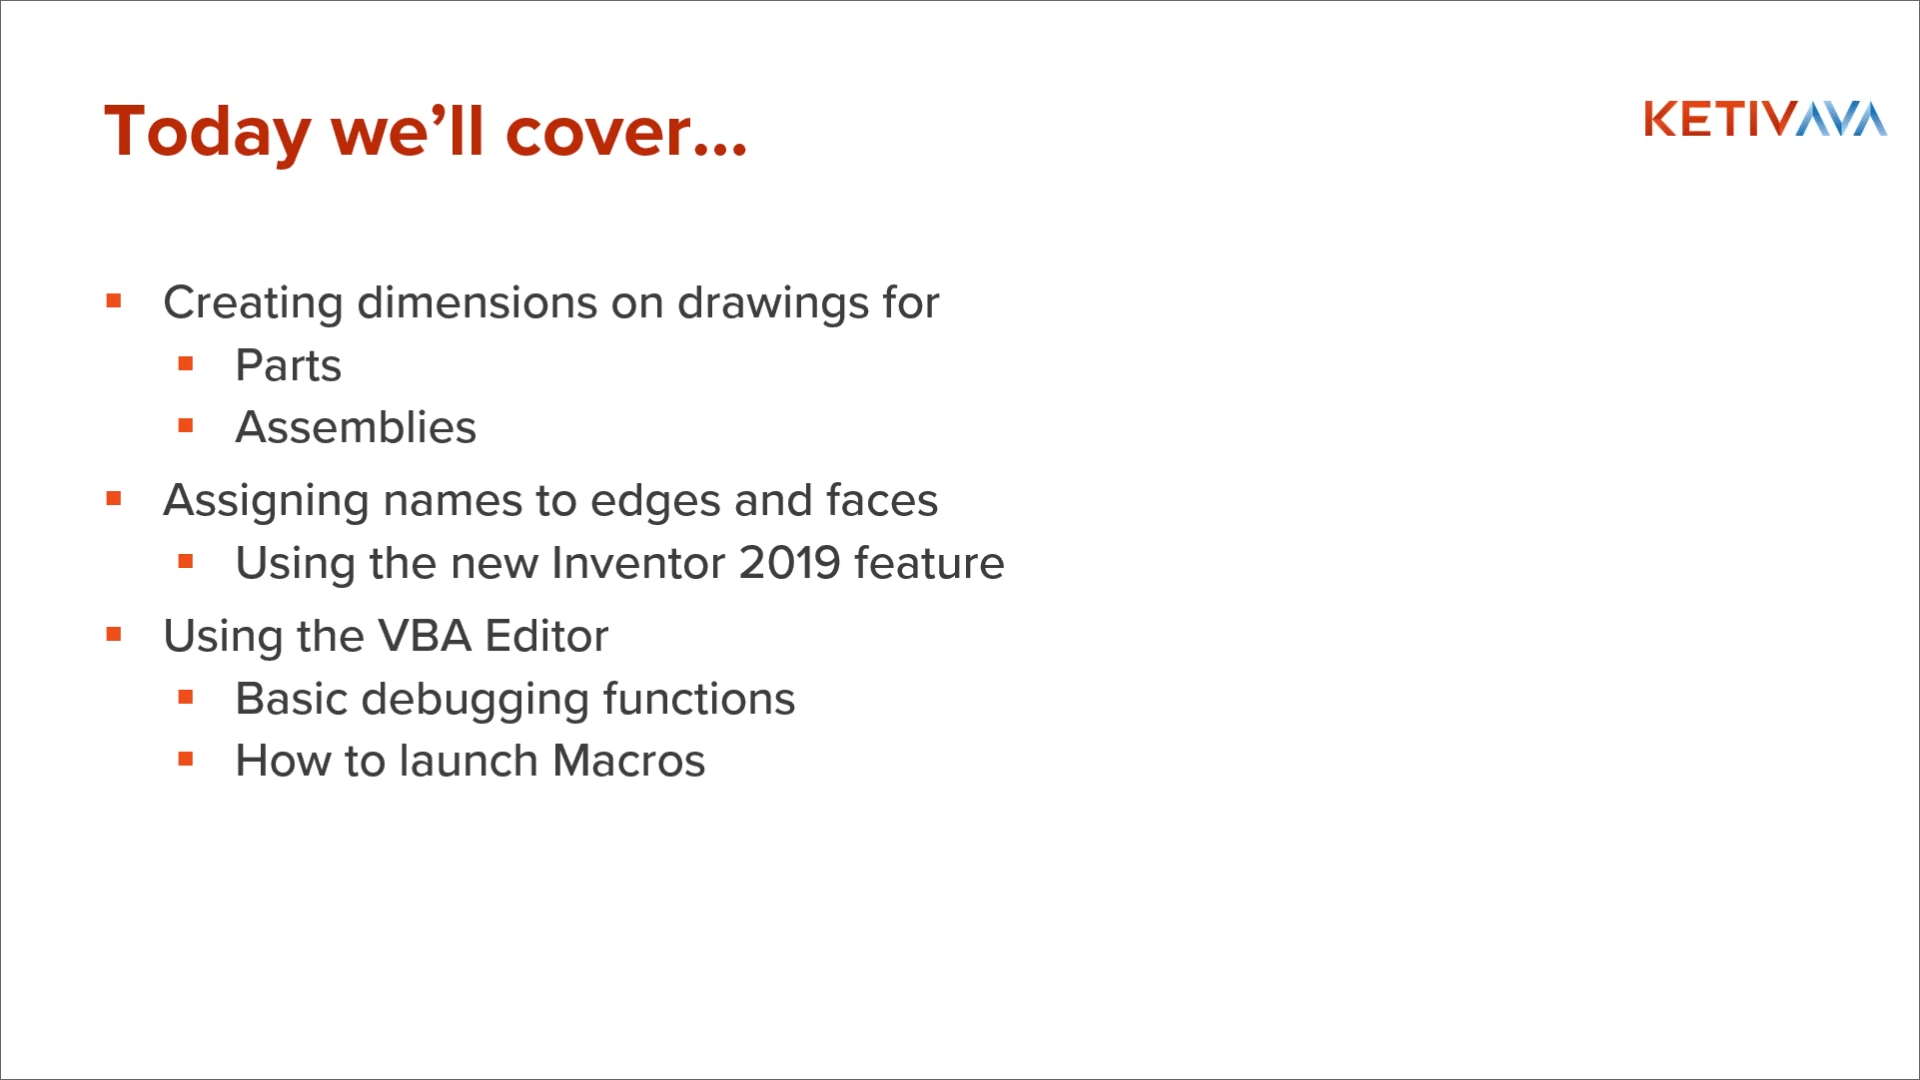 Today we’ll cover...
KETIVAVA
Creating dimensions on drawings for
Parts
Assemblies
Assigning names to edges and faces
Using the new Inventor 2019 feature
Using the VBA Editor
Basic debugging functions
How to launch Macros